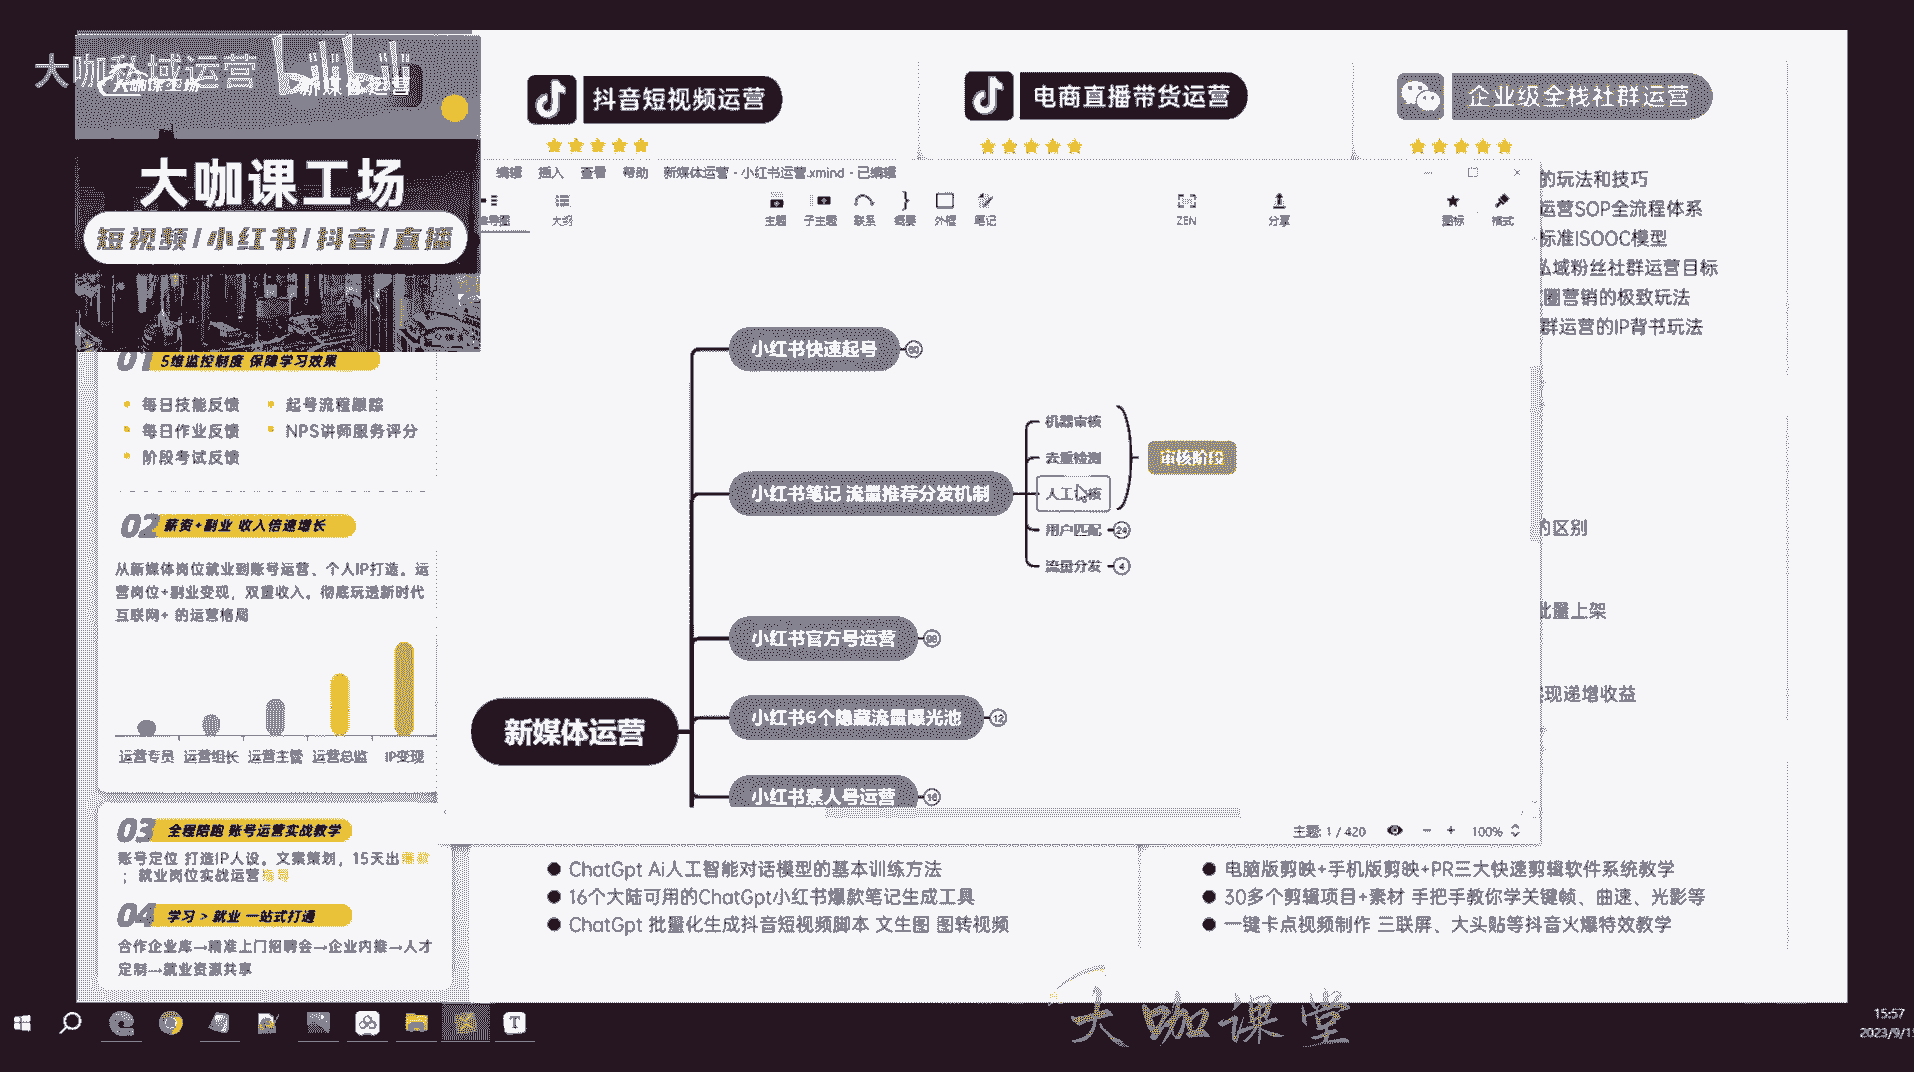 大咖私域运营
大咖课工场
短视频/小红书/抖音/直播
01 5维监控制度 保障学习效果
每日技能反馈
起号流程跟踪
每日作业反馈
NPS讲师服务评分
阶段考试反馈
02 薪资+副业 收入倍速增长
从新媒体岗位就业到账号运营、个人IP打造。运
营岗位+副业变现，双重收入。彻底玩透新时代
互联网+ 的运营格局
运营专员 运营组长 运营主管 运营总监 IP变现
03 全程陪跑 账号运营实战教学
账号定位 打造IP人设。文案策划，15天出爆款
；就业岗位实战运营指导
04 学习 > 就业 一站式打通
合作企业库→精准上门招聘会→企业内推→人才
定制→就业资源共享
抖音短视频运营
电商直播带货运营
企业级全栈社群运营
编辑 插入 查看 帮助 新媒体运营 - 小红书运营.xmind - 已编辑
大纲 主题 子主题 联系 概要 外框 笔记 ZEN 分享 图标 格式
小红书快速起号 60
小红书笔记 流量推荐分发机制
机器审核
去重检测
人工审核
审核阶段
用户匹配 24
流量分发 4
小红书官方号运营 98
小红书6个隐藏流量曝光池 12
新媒体运营
小红书素人号运营 16
主题: 1 / 420
100%
的玩法和技巧
运营SOP全流程体系
标准ISOOC模型
私域粉丝社群运营目标
圈营销的极致玩法
群运营的IP背书玩法
的区别
批量上架
现递增收益
ChatGpt Ai人工智能对话模型的基本训练方法
16个大陆可用的ChatGpt小红书爆款笔记生成工具
ChatGpt 批量化生成抖音短视频脚本 文生图 图转视频
电脑版剪映+手机版剪映+PR三大快速剪辑软件系统教学
30多个剪辑项目+素材 手把手教你学关键帧、曲速、光影等
一键卡点视频制作 三联屏、大头贴等抖音火爆特效教学
大咖课堂
15:57
2023/9/1